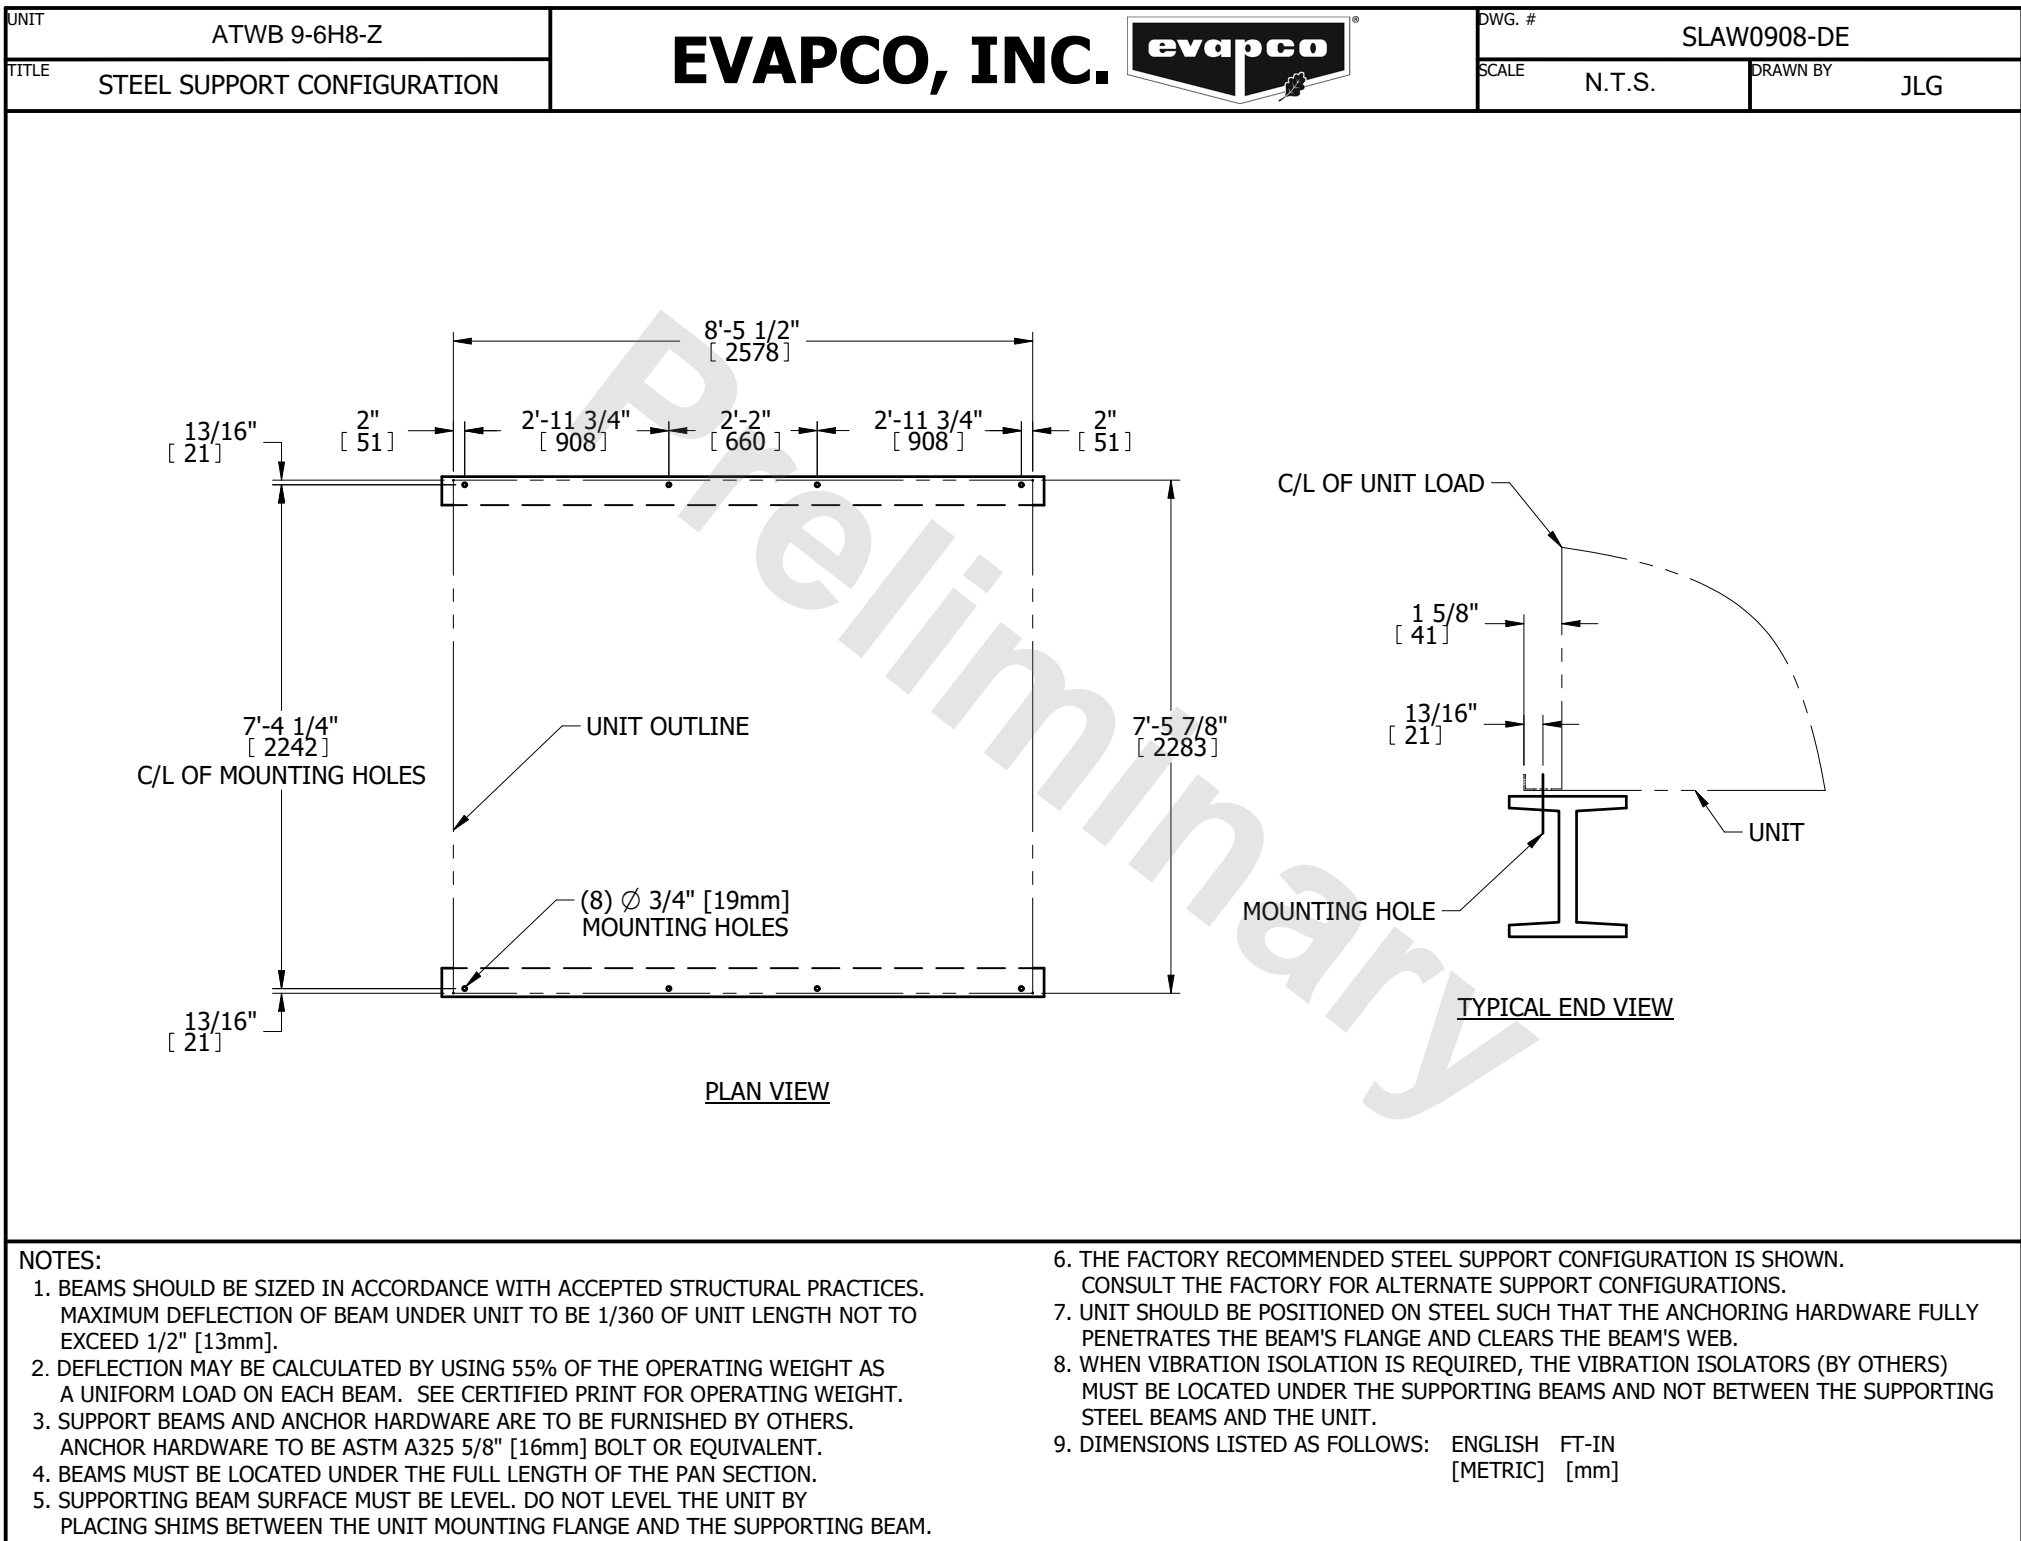 UNIT
ATWB 9-6H8-Z
TITLE
STEEL SUPPORT CONFIGURATION
EVAPCO, INC.
evapco
®
DWG. #
SLAW0908-DE
SCALE
N.T.S.
DRAWN BY
JLG
8'-5 1/2"
[ 2578 ]
13/16"
[ 21 ]
2"
[ 51 ]
2'-11 3/4"
[ 908 ]
2'-2"
[ 660 ]
2'-11 3/4"
[ 908 ]
2"
[ 51 ]
7'-4 1/4"
[ 2242 ]
C/L OF MOUNTING HOLES
UNIT OUTLINE
7'-5 7/8"
[ 2283 ]
(8) ∅ 3/4" [19mm]
MOUNTING HOLES
13/16"
[ 21 ]
PLAN VIEW
C/L OF UNIT LOAD
1 5/8"
[ 41 ]
13/16"
[ 21 ]
UNIT
MOUNTING HOLE
TYPICAL END VIEW
Preliminary
NOTES:
1. BEAMS SHOULD BE SIZED IN ACCORDANCE WITH ACCEPTED STRUCTURAL PRACTICES.
MAXIMUM DEFLECTION OF BEAM UNDER UNIT TO BE 1/360 OF UNIT LENGTH NOT TO
EXCEED 1/2" [13mm].
2. DEFLECTION MAY BE CALCULATED BY USING 55% OF THE OPERATING WEIGHT AS
A UNIFORM LOAD ON EACH BEAM. SEE CERTIFIED PRINT FOR OPERATING WEIGHT.
3. SUPPORT BEAMS AND ANCHOR HARDWARE ARE TO BE FURNISHED BY OTHERS.
ANCHOR HARDWARE TO BE ASTM A325 5/8" [16mm] BOLT OR EQUIVALENT.
4. BEAMS MUST BE LOCATED UNDER THE FULL LENGTH OF THE PAN SECTION.
5. SUPPORTING BEAM SURFACE MUST BE LEVEL. DO NOT LEVEL THE UNIT BY
PLACING SHIMS BETWEEN THE UNIT MOUNTING FLANGE AND THE SUPPORTING BEAM.
6. THE FACTORY RECOMMENDED STEEL SUPPORT CONFIGURATION IS SHOWN.
CONSULT THE FACTORY FOR ALTERNATE SUPPORT CONFIGURATIONS.
7. UNIT SHOULD BE POSITIONED ON STEEL SUCH THAT THE ANCHORING HARDWARE FULLY
PENETRATES THE BEAM'S FLANGE AND CLEARS THE BEAM'S WEB.
8. WHEN VIBRATION ISOLATION IS REQUIRED, THE VIBRATION ISOLATORS (BY OTHERS)
MUST BE LOCATED UNDER THE SUPPORTING BEAMS AND NOT BETWEEN THE SUPPORTING
STEEL BEAMS AND THE UNIT.
9. DIMENSIONS LISTED AS FOLLOWS: ENGLISH FT-IN
[METRIC] [mm]